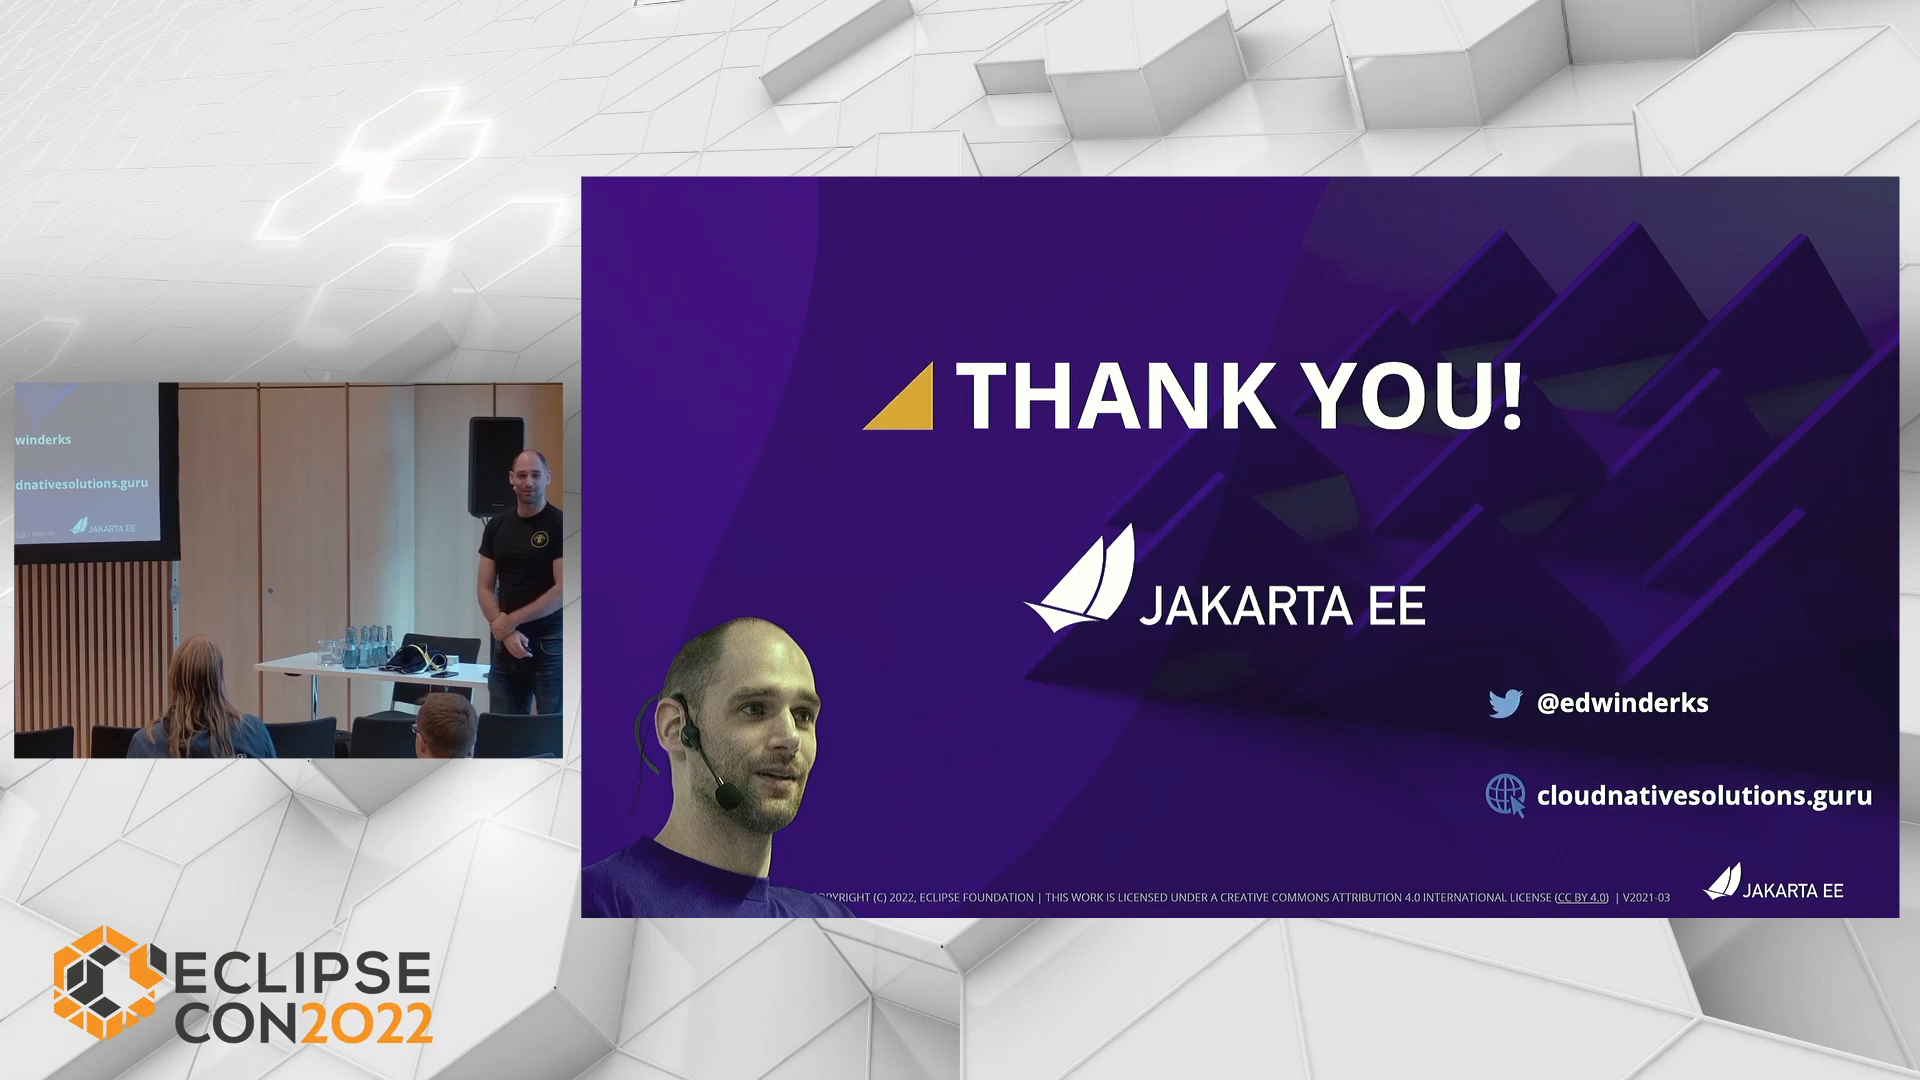 winderks
dnativesolutions.guru
JAKARTA EE
THANK YOU!
JAKARTA EE
@edwinderks
cloudnativesolutions.guru
PYRIGHT (C) 2022, ECLIPSE FOUNDATION | THIS WORK IS LICENSED UNDER A CREATIVE COMMONS ATTRIBUTION 4.0 INTERNATIONAL LICENSE (CC BY 4.0) | V2021-03
JAKARTA EE
ECLIPSE
CON2022